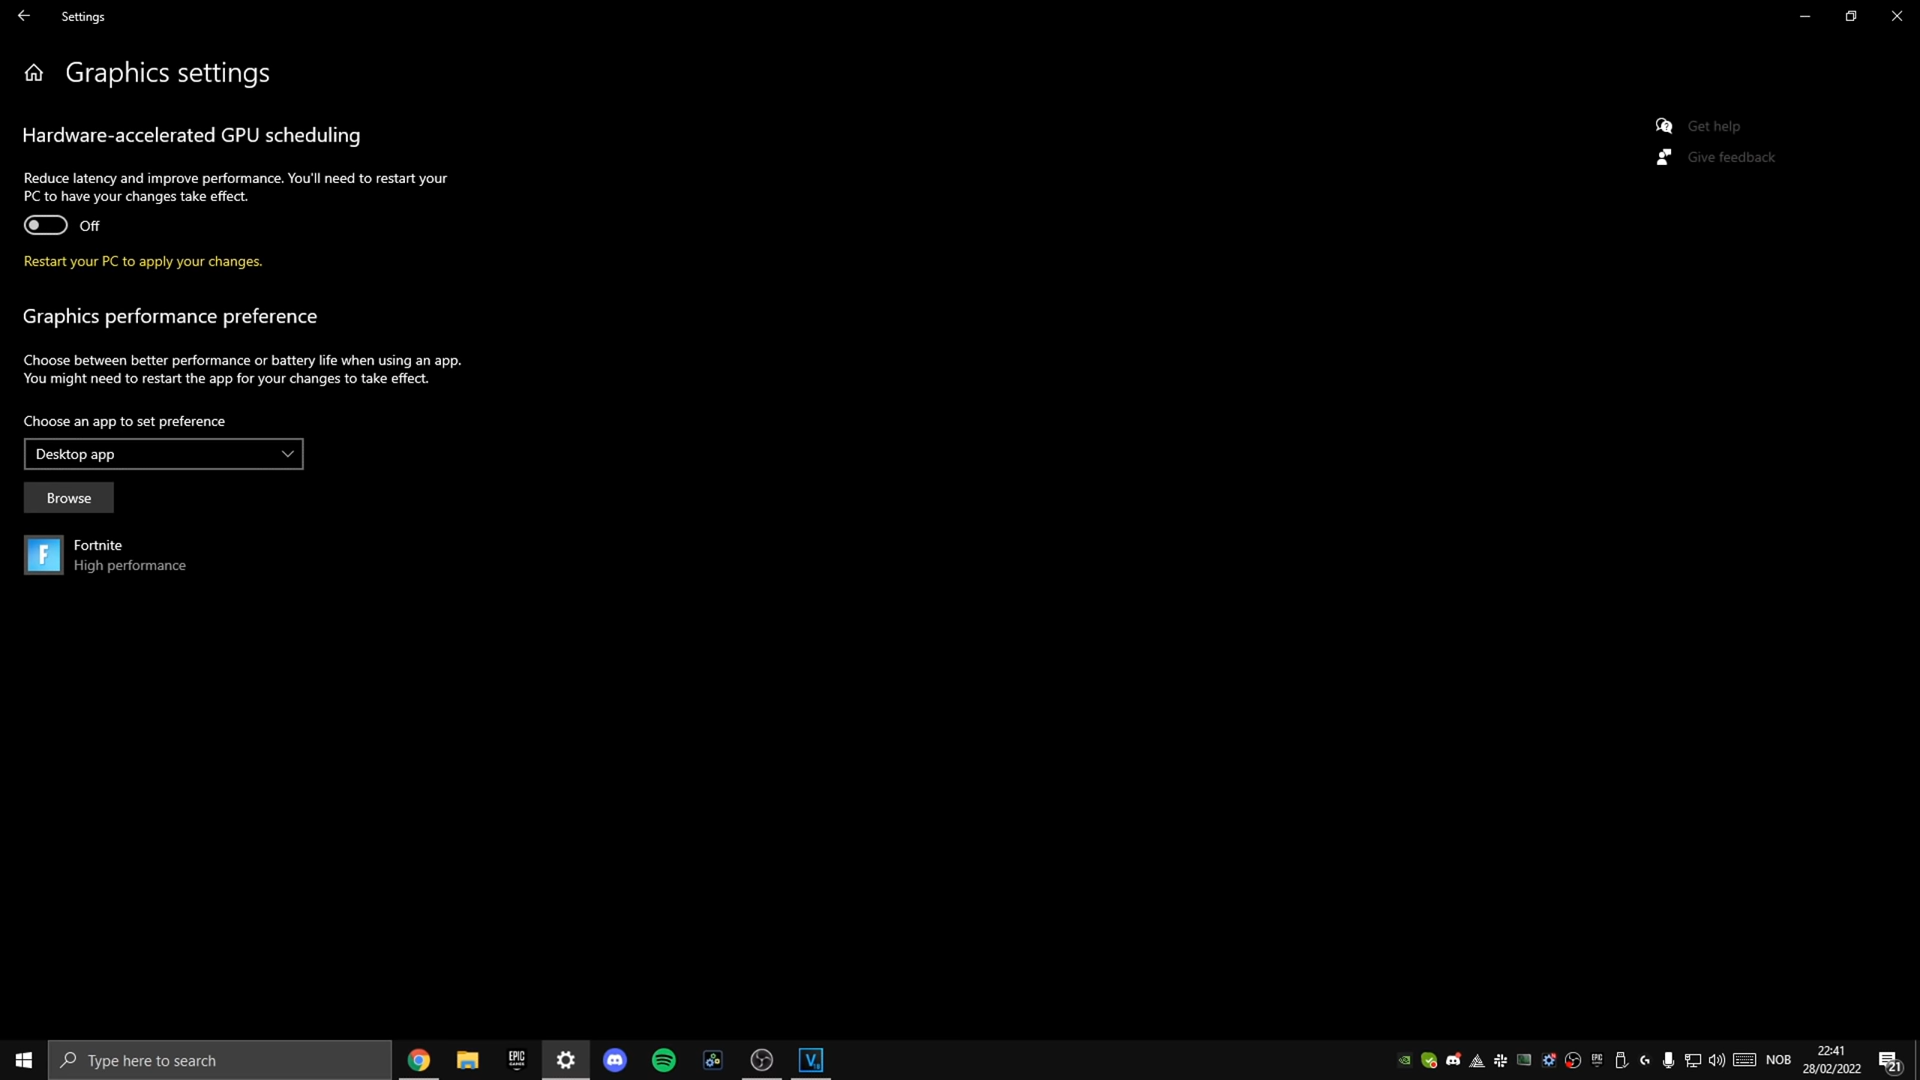 Settings
Graphics settings
Hardware-accelerated GPU scheduling
Get help
Give feedback
Reduce latency and improve performance. You'll need to restart your
PC to have your changes take effect.
Off
Restart your PC to apply your changes.
Graphics performance preference
Choose between better performance or battery life when using an app.
You might need to restart the app for your changes to take effect.
Choose an app to set preference
Desktop app
Browse
F
Fortnite
High performance
Type here to search
EPIC
GAMES
V
NOB
22:41
28/02/2022
21